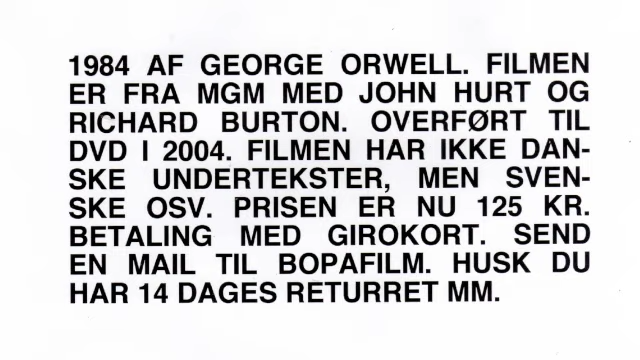 1984 AF GEORGE ORWELL. FILMEN
ER FRA MGM MED JOHN HURT OG
RICHARD BURTON. OVERFØRT TIL
DVD I 2004. FILMEN HAR IKKE DAN-
SKE UNDERTEKSTER, MEN SVEN-
SKE OSV. PRISEN ER NU 125 KR.
BETALING MED GIROKORT. SEND
EN MAIL TIL BOPAFILM. HUSK DU
HAR 14 DAGES RETURRET MM.